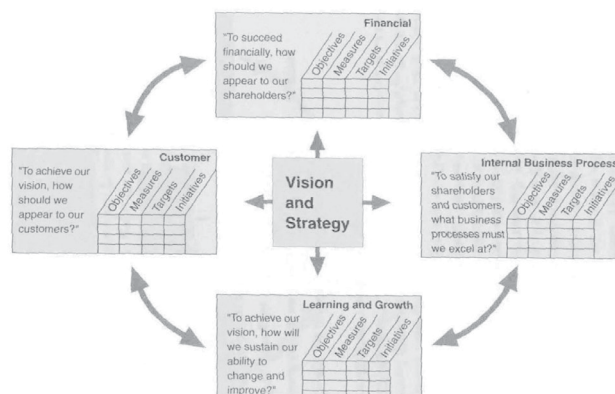 Financial
"To succeed
financially, how
should we
appear to our
shareholders?"
Objectives
Measures
Targets
Initiatives
Customer
"To achieve our
vision, how
should we
appear to our
customers?"
Objectives
Measures
Targets
Initiatives
Vision
and
Strategy
Internal Business Process
"To satisfy our
shareholders
and customers,
what business
processes must
we excel at?"
Objectives
Measures
Targets
Initiatives
Learning and Growth
"To achieve our
vision, how will
we sustain our
ability to
change and
improve?"
Objectives
Measures
Targets
Initiatives